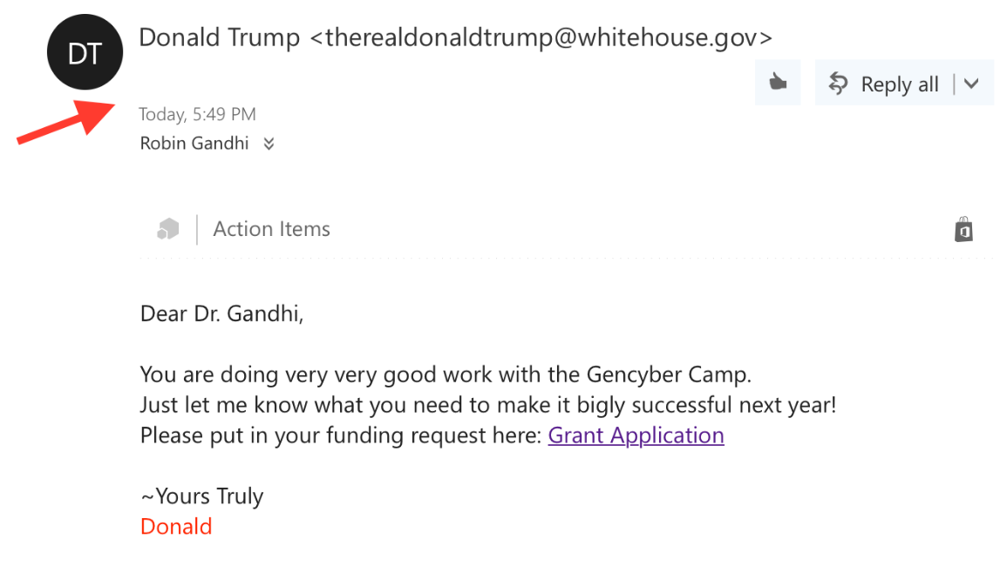 DT
Donald Trump <therealdonaldtrump@whitehouse.gov>
Reply all
Today, 5:49 PM
Robin Gandhi
Action Items
Dear Dr. Gandhi,
You are doing very very good work with the Gencyber Camp.
Just let me know what you need to make it bigly successful next year!
Please put in your funding request here: Grant Application
~Yours Truly
Donald